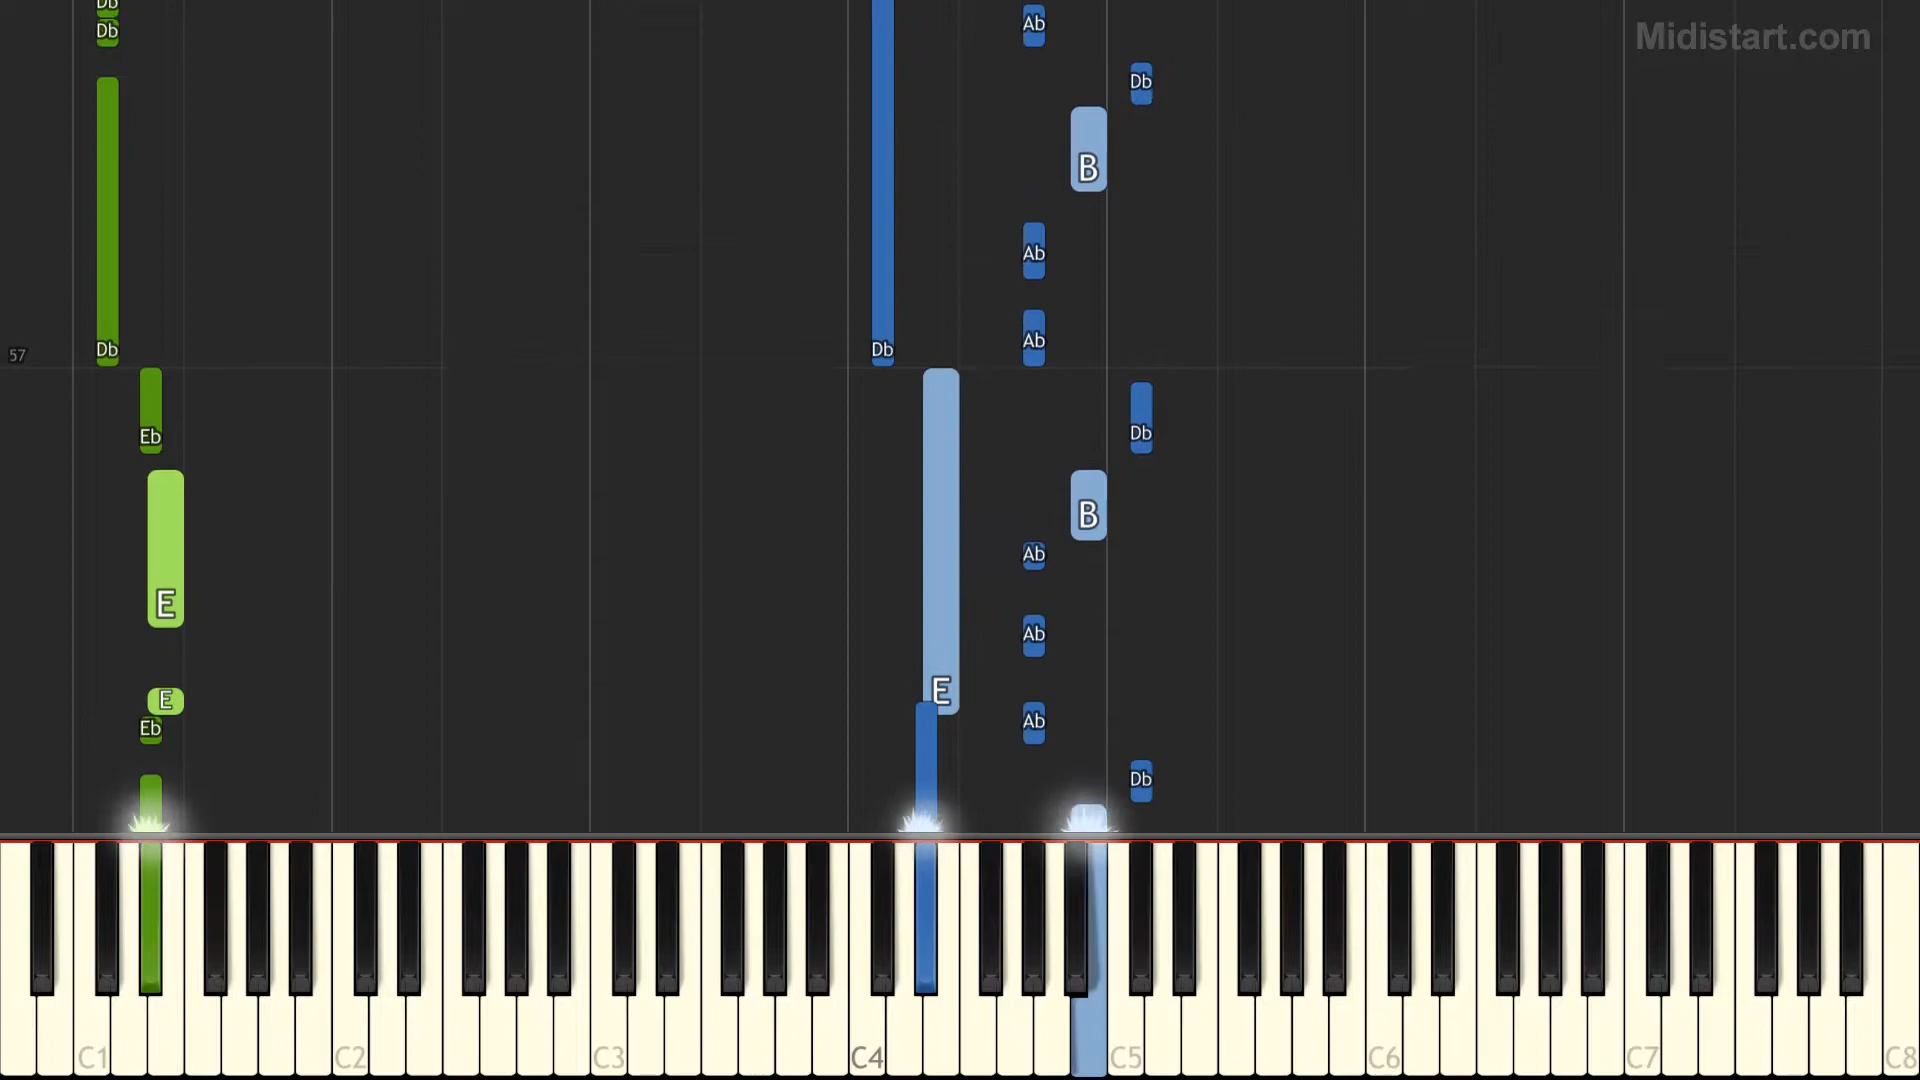 Db
Db
Ab
Midistart.com
Db
B
Ab
57
Db
Db
Ab
Eb
Db
B
Ab
E
Ab
E
E
Eb
Ab
Db
C1
C2
C3
C4
C5
C6
C7
C8